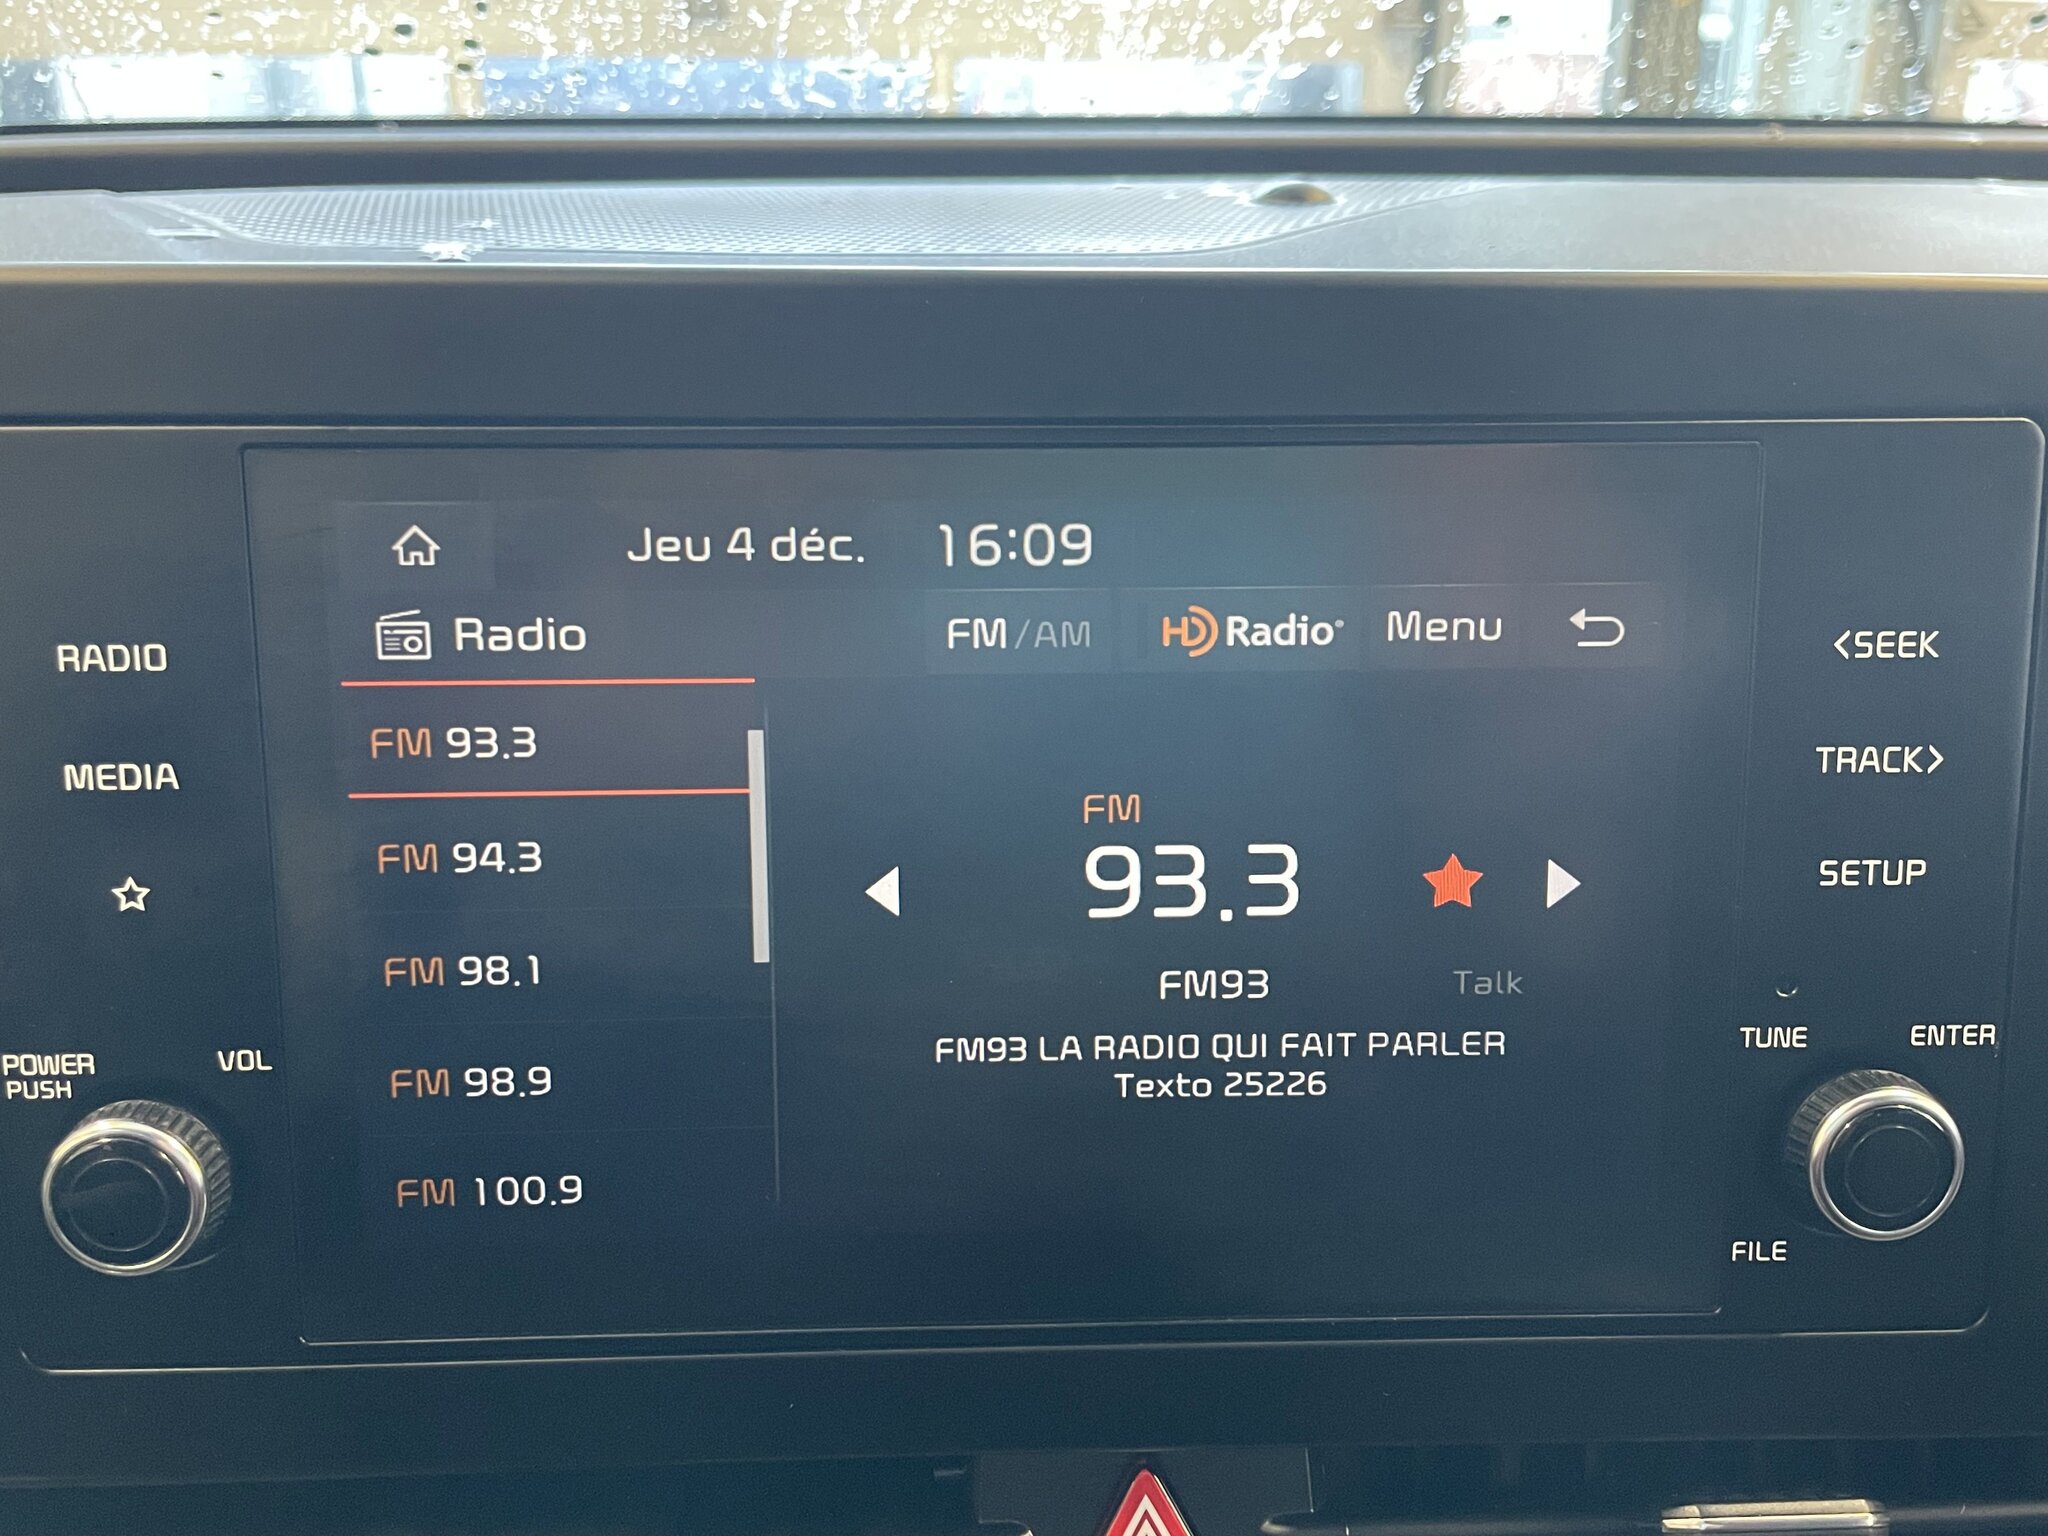 Jeu 4 déc. 16:09
Radio FM/AM HD Radio® Menu
RADIO
MEDIA
POWER
PUSH
VOL
FM 93.3
FM 94.3
FM 98.1
FM 98.9
FM 100.9
FM
93.3
FM93 Talk
FM93 LA RADIO QUI FAIT PARLER
Texto 25226
<SEEK
TRACK>
SETUP
TUNE ENTER
FILE